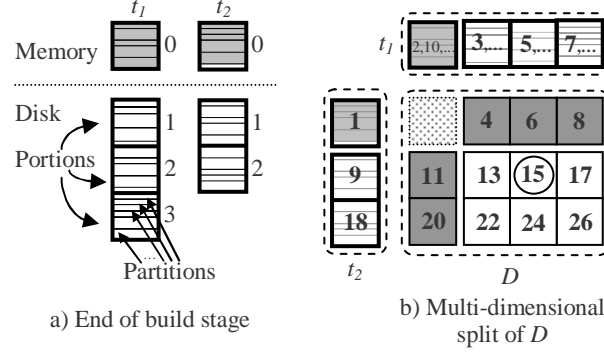 t1 t2
Memory 0 0
Disk
Portions
1 1
2 2
3
...
Partitions
a) End of build stage
t1 2,10,... 3,... 5,... 7,...
1 4 6 8
9 11 13 15 17
18 20 22 24 26
t2 D
b) Multi-dimensional
split of D